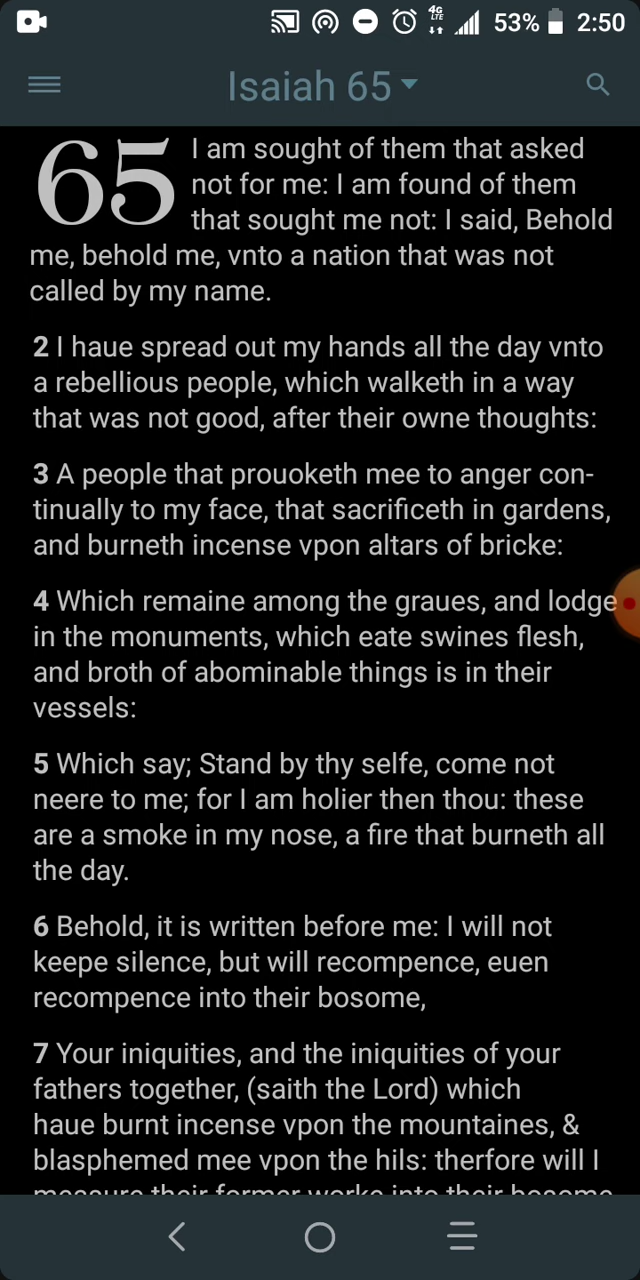 4G
LTE
53%
2:50
Isaiah 65
65 I am sought of them that asked
not for me: I am found of them
that sought me not: I said, Behold
me, behold me, vnto a nation that was not
called by my name.
2 I haue spread out my hands all the day vnto
a rebellious people, which walketh in a way
that was not good, after their owne thoughts:
3 A people that prouoketh mee to anger con-
tinually to my face, that sacrificeth in gardens,
and burneth incense vpon altars of bricke:
4 Which remaine among the graues, and lodge
in the monuments, which eate swines flesh,
and broth of abominable things is in their
vessels:
5 Which say; Stand by thy selfe, come not
neere to me; for I am holier then thou: these
are a smoke in my nose, a fire that burneth all
the day.
6 Behold, it is written before me: I will not
keepe silence, but will recompence, euen
recompence into their bosome,
7 Your iniquities, and the iniquities of your
fathers together, (saith the Lord) which
haue burnt incense vpon the mountaines, &
blasphemed mee vpon the hils: therfore will I
measure their former worke into their bosome